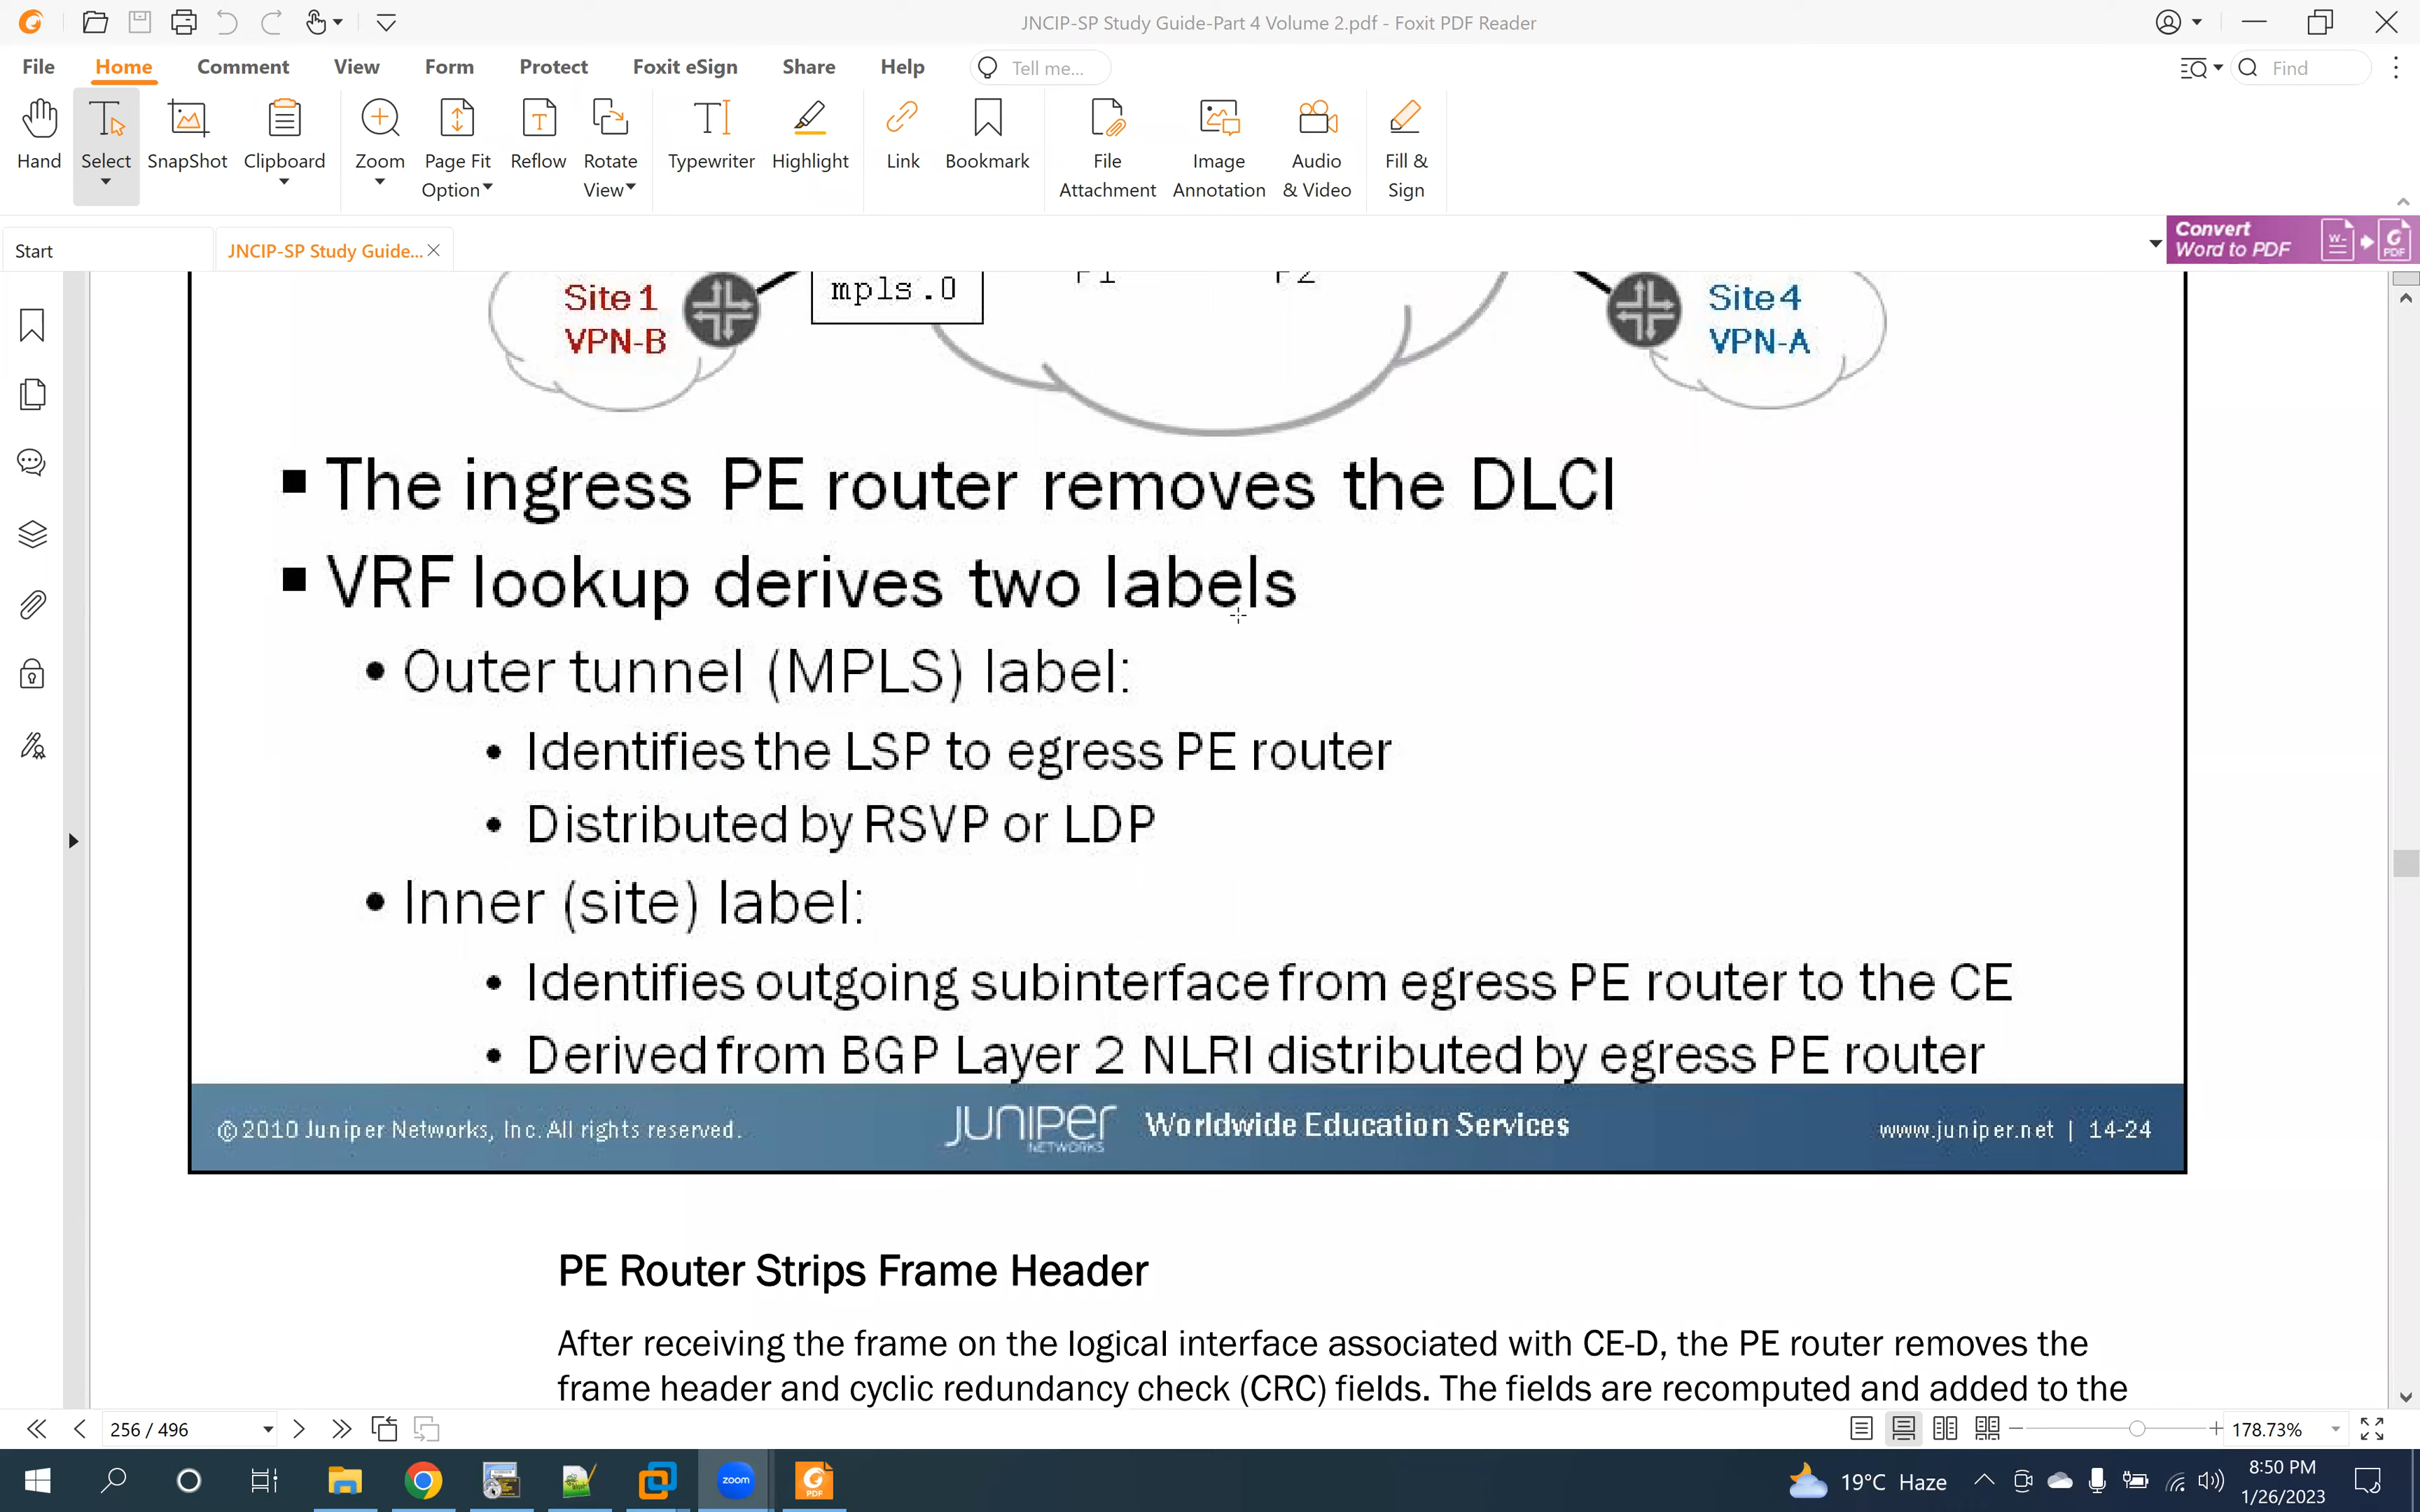 JNCIP-SP Study Guide-Part 4 Volume 2.pdf - Foxit PDF Reader
File Home Comment View Form Protect Foxit eSign Share Help Tell me... Find
Hand Select SnapShot Clipboard Zoom Page Fit Option Reflow Rotate View Typewriter Highlight Link Bookmark File Attachment Image Annotation Audio & Video Fill & Sign
Start JNCIP-SP Study Guide...
Convert
Word to PDF
mpls.0
Site 1
VPN-B
Site 4
VPN-A
■ The ingress PE router removes the DLCI
■ VRF lookup derives two labels
• Outer tunnel (MPLS) label:
• Identifies the LSP to egress PE router
• Distributed by RSVP or LDP
• Inner (site) label:
• Identifies outgoing subinterface from egress PE router to the CE
• Derived from BGP Layer 2 NLRI distributed by egress PE router
©2010 Juniper Networks, Inc. All rights reserved. JUNIPER NETWORKS Worldwide Education Services www.juniper.net | 14-24
PE Router Strips Frame Header
After receiving the frame on the logical interface associated with CE-D, the PE router removes the
frame header and cyclic redundancy check (CRC) fields. The fields are recomputed and added to the
256 / 496 178.73%
zoom PDF 19°C Haze 8:50 PM
1/26/2023